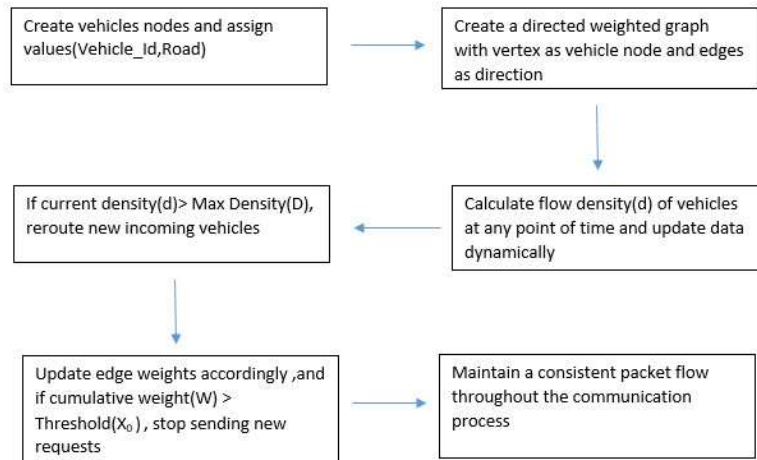 Create vehicles nodes and assign
values(Vehicle_Id,Road)
Create a directed weighted graph
with vertex as vehicle node and edges
as direction
Calculate flow density(d) of vehicles
at any point of time and update data
dynamically
If current density(d)> Max Density(D),
reroute new incoming vehicles
Update edge weights accordingly ,and
if cumulative weight(W) >
Threshold(X₀) , stop sending new
requests
Maintain a consistent packet flow
throughout the communication
process